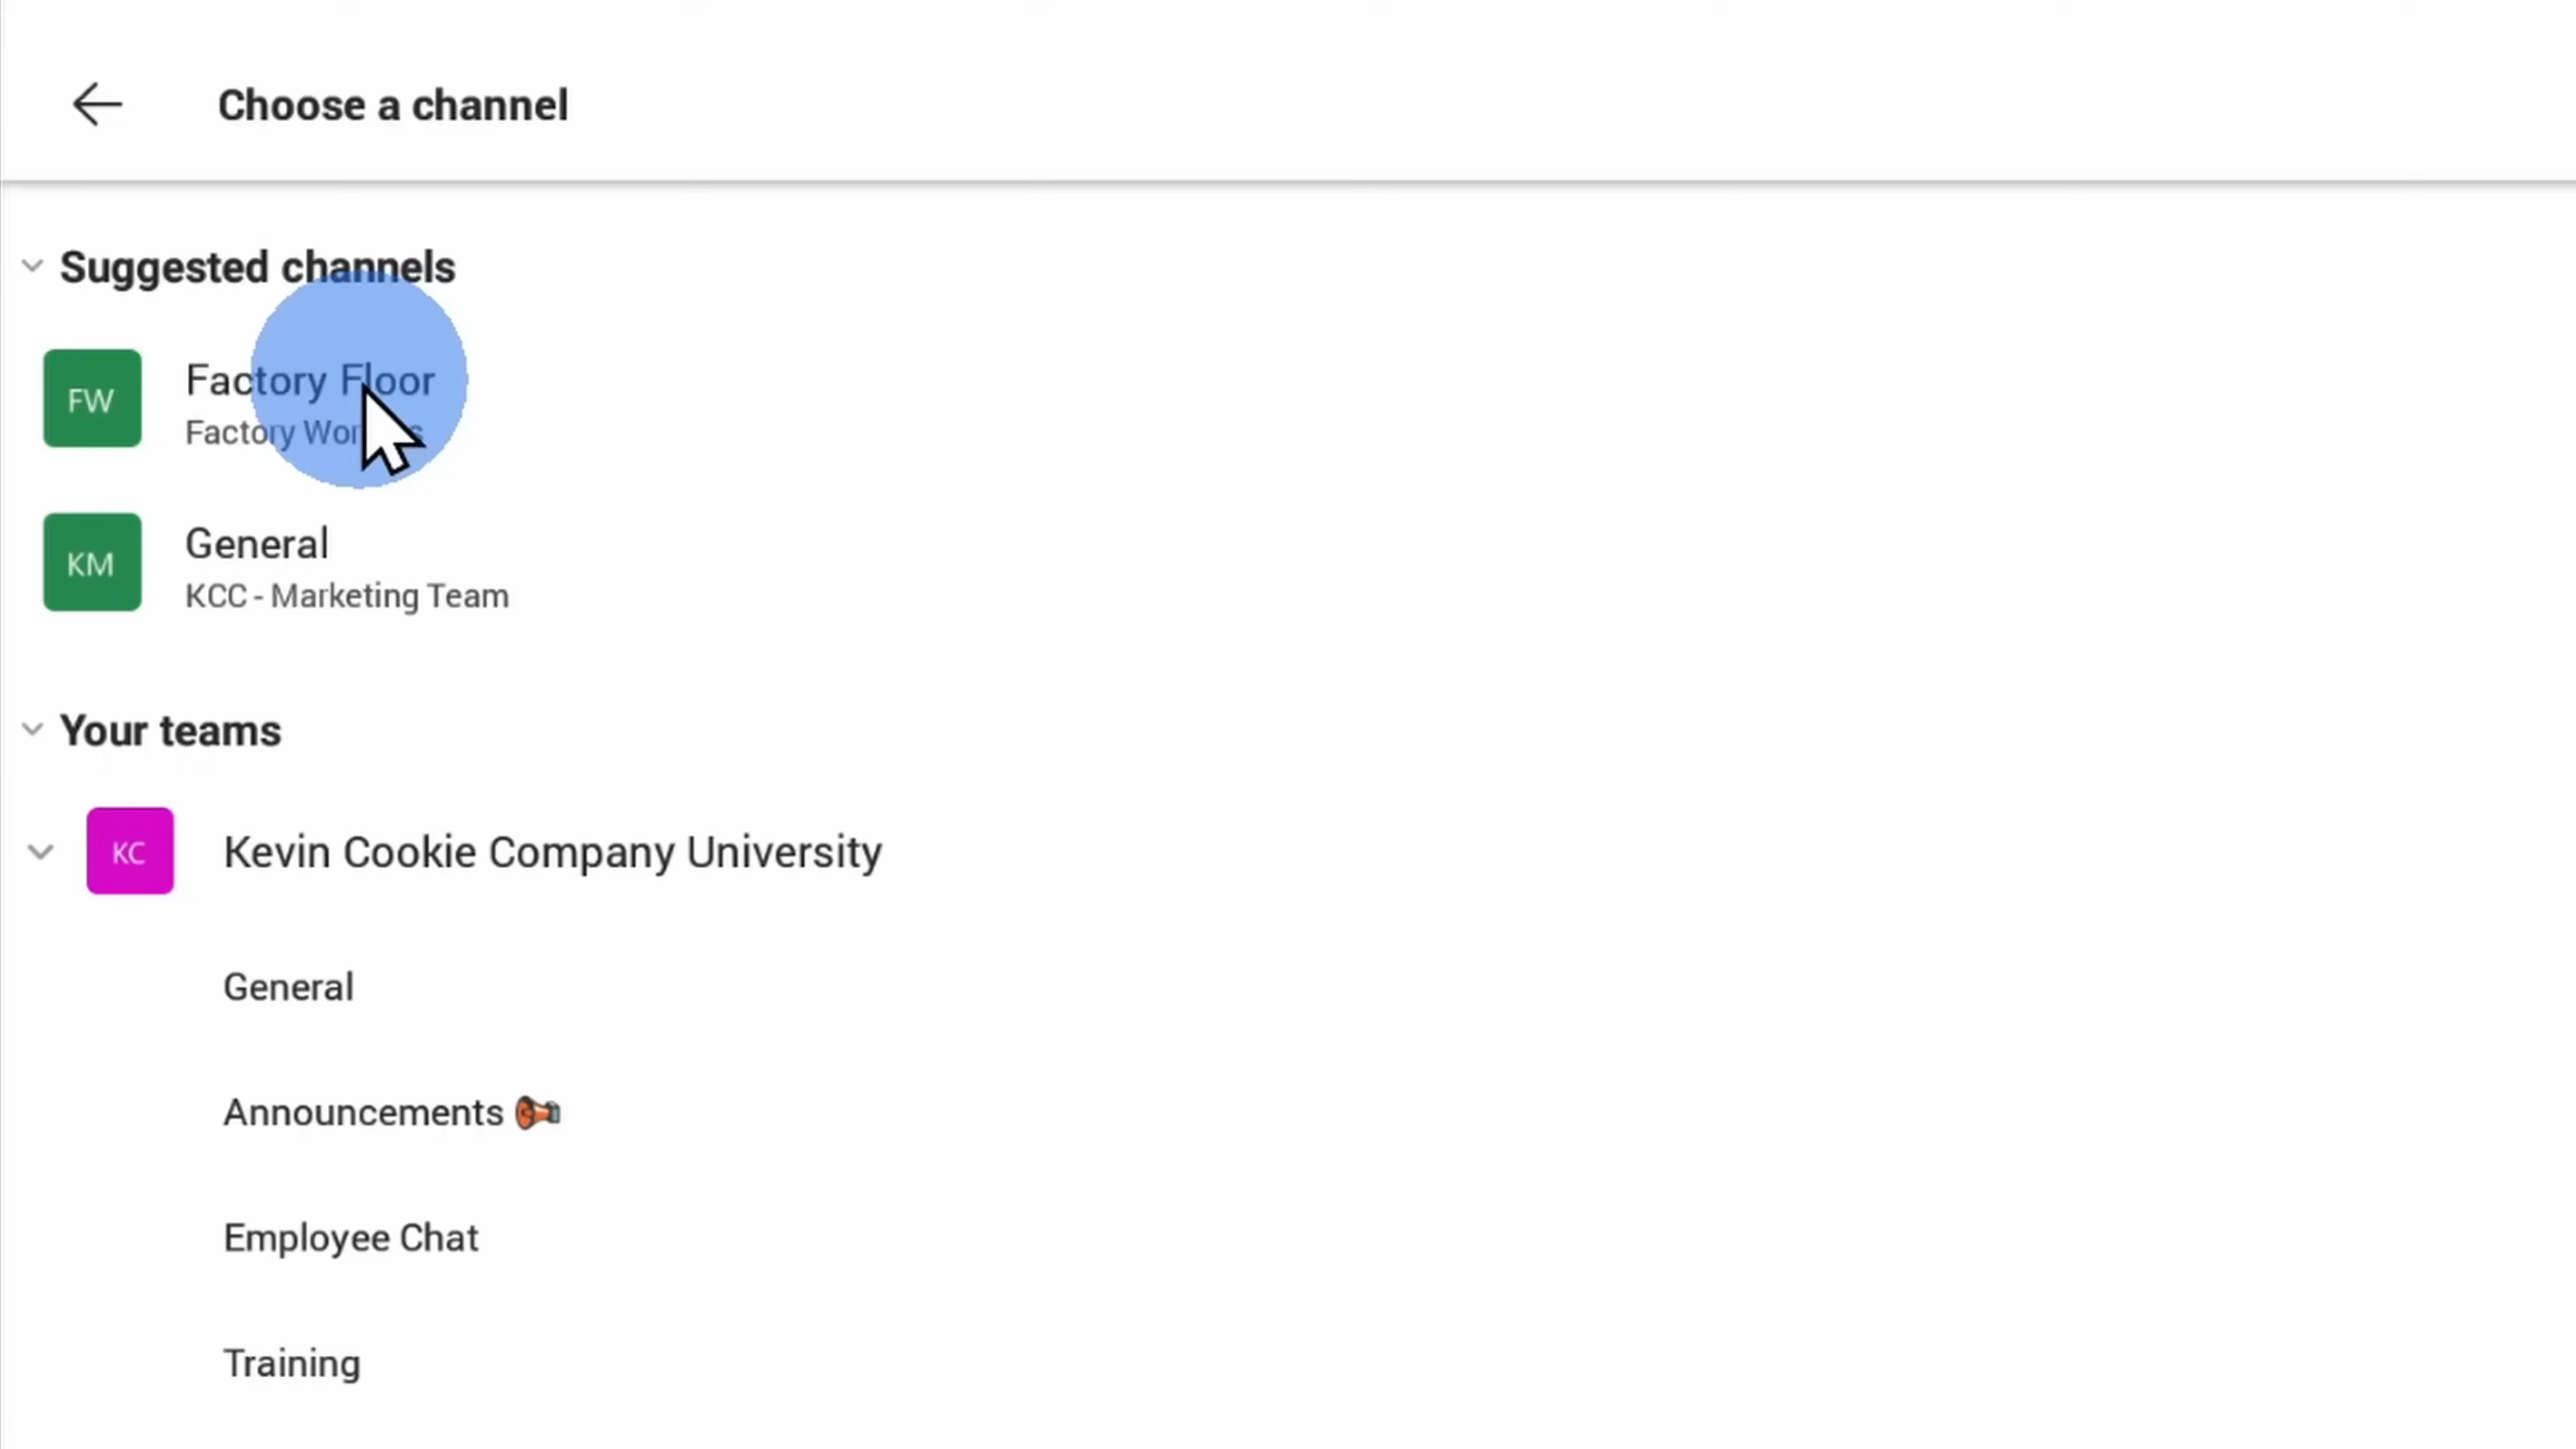 Choose a channel
Suggested channels
FW
Factory Floor
Factory
KM
General
KCC - Marketing Team
Your teams
KC
Kevin Cookie Company University
General
Announcements
Employee Chat
Training